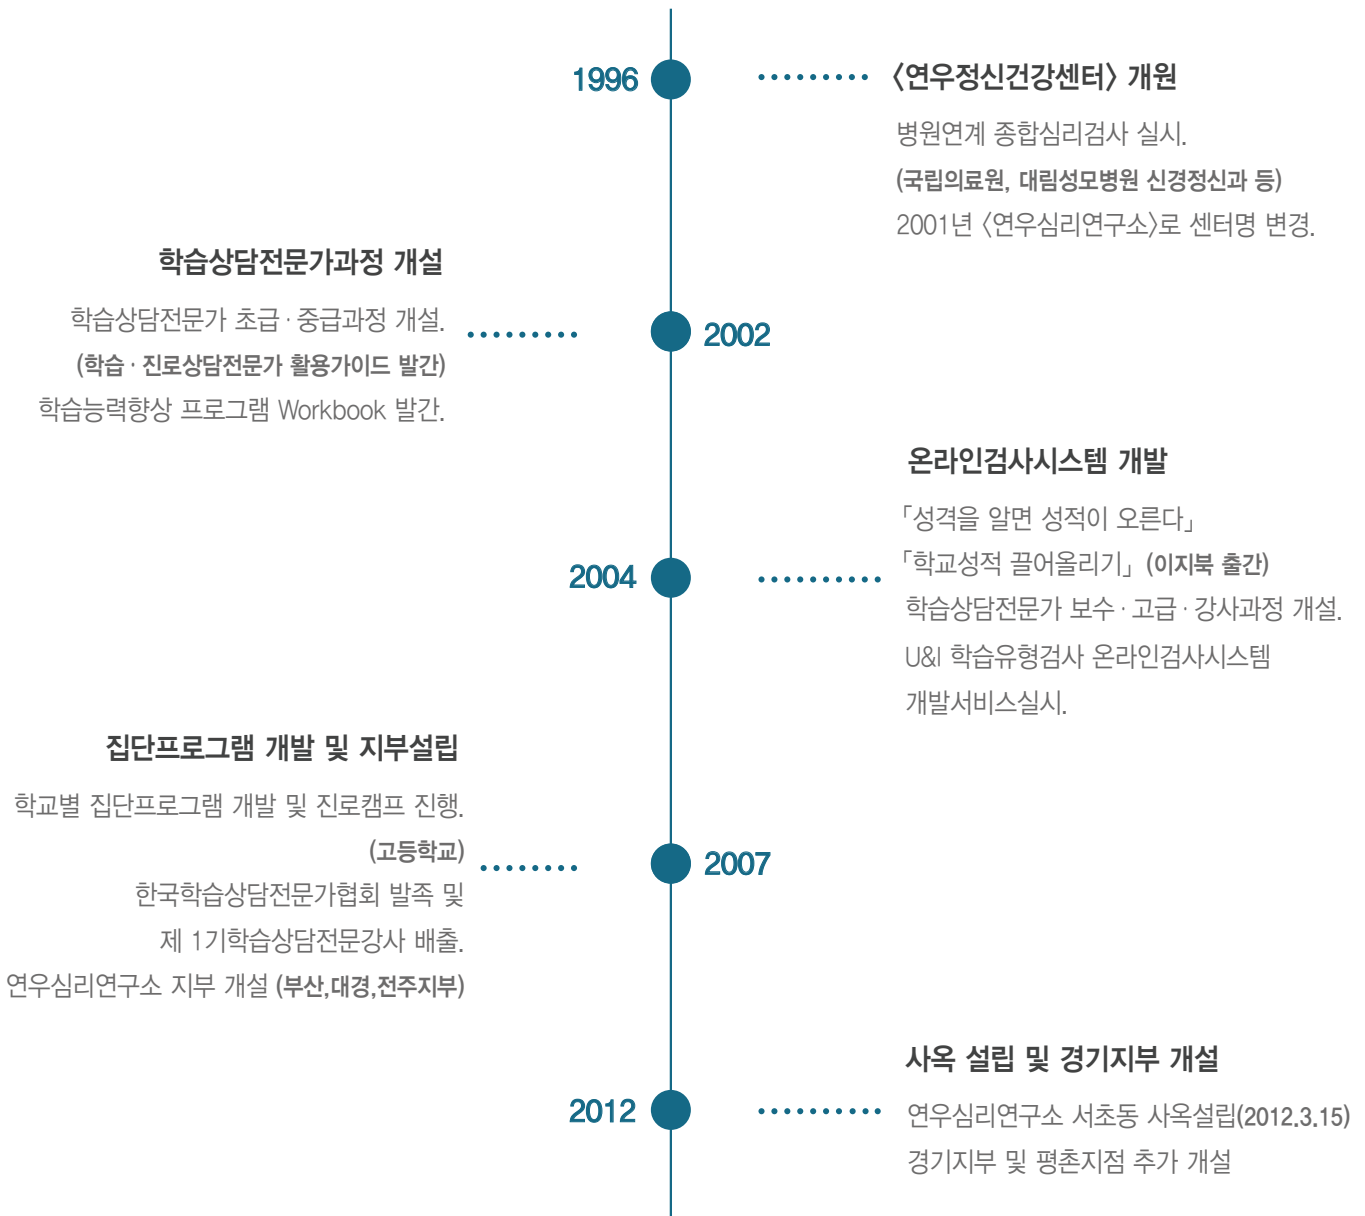 1996
〈연우정신건강센터〉 개원
병원연계 종합심리검사 실시.
(국립의료원, 대림성모병원 신경정신과 등)
2001년 〈연우심리연구소〉로 센터명 변경.
학습상담전문가과정 개설
학습상담전문가 초급 · 중급과정 개설.
(학습 · 진로상담전문가 활용가이드 발간)
학습능력향상 프로그램 Workbook 발간.
2002
온라인검사시스템 개발
「성격을 알면 성적이 오른다」
「학교성적 끌어올리기」 (이지북 출간)
학습상담전문가 보수 · 고급 · 강사과정 개설.
U&I 학습유형검사 온라인검사시스템
개발서비스실시.
2004
집단프로그램 개발 및 지부설립
학교별 집단프로그램 개발 및 진로캠프 진행.
(고등학교)
한국학습상담전문가협회 발족 및
제 1기학습상담전문강사 배출.
연우심리연구소 지부 개설 (부산,대경,전주지부)
2007
사옥 설립 및 경기지부 개설
연우심리연구소 서초동 사옥설립(2012.3.15)
경기지부 및 평촌지점 추가 개설
2012